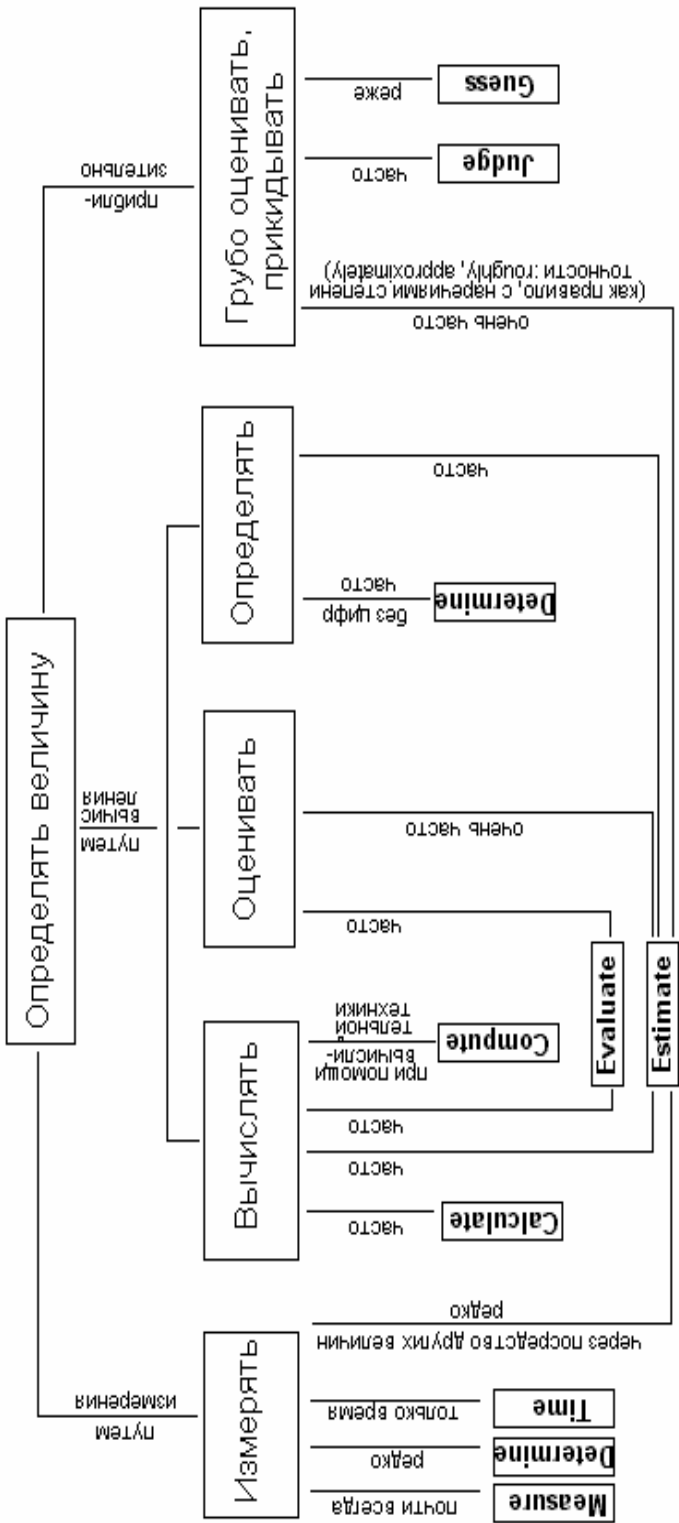 Определять величину
путем
измерения
путем
вычис
ления
прибли-
зительно
Измерять
почти всегда
Measure
редко
Determine
только время
Time
через посредство других величин
редко
Вычислять
часто
Calculate
часто
часто
при помощи
вычисли-
тельной
техники
Compute
Оценивать
часто
очень часто
Определять
без цифр
часто
Determine
часто
Грубо оценивать,
прикидывать
очень часто
(как правило, с наречиями степени
точности :roughly, approximately)
часто
Judge
реже
Guess
Evaluate
Estimate